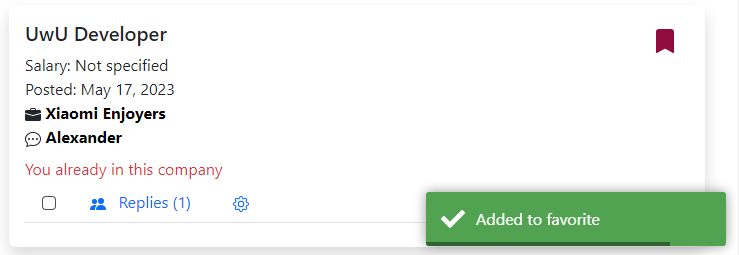 UwU Developer
Salary: Not specified
Posted: May 17, 2023
Xiaomi Enjoyers
Alexander
You already in this company
Replies (1)
Added to favorite